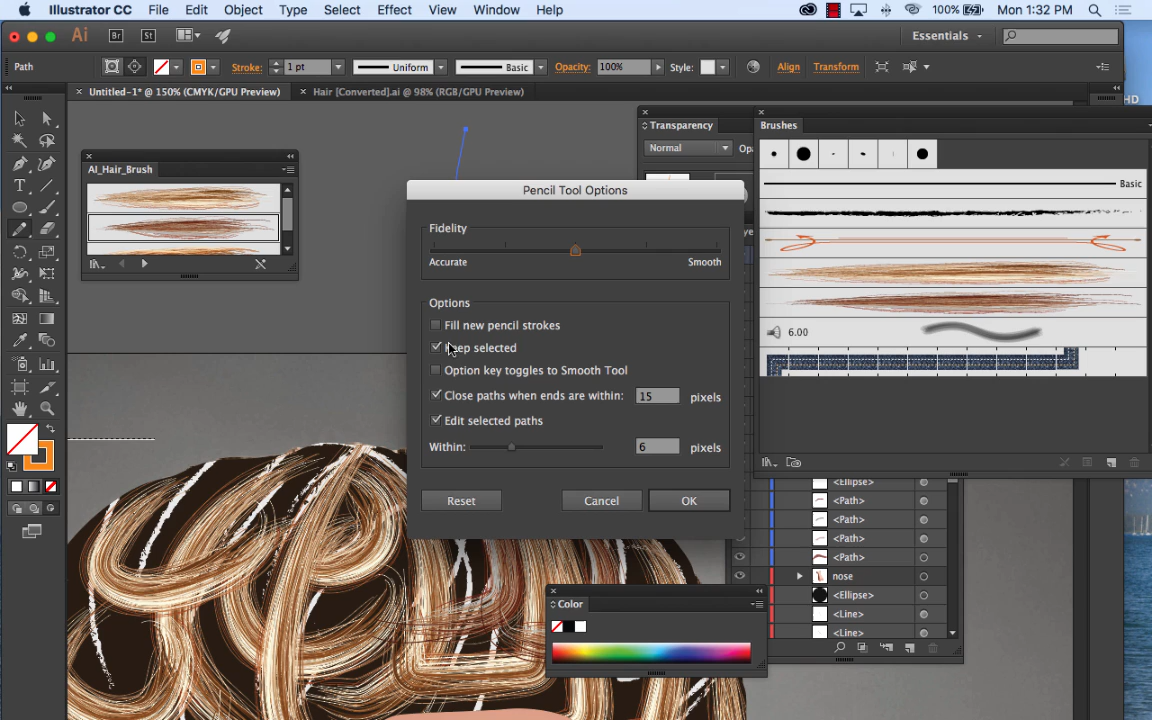 Illustrator CC File Edit Object Type Select Effect View Window Help 100% Mon 1:32 PM
Ai Br St Essentials
Path Stroke: 1 pt Uniform Basic Opacity: 100% Style: Align Transform
× Untitled-1* @ 150% (CMYK/GPU Preview) × Hair [Converted].ai @ 98% (RGB/GPU Preview)
HD
Transparency
Normal Opa
Brushes
Basic
6.00
AI_Hair_Brush
T
Pencil Tool Options
Fidelity
Accurate Smooth
Options
Fill new pencil strokes
Keep selected
Option key toggles to Smooth Tool
Close paths when ends are within: 15 pixels
Edit selected paths
Within: 6 pixels
Reset Cancel OK
<Ellipse>
<Path>
<Path>
<Path>
<Path>
nose
<Ellipse>
<Line>
<Line>
Color